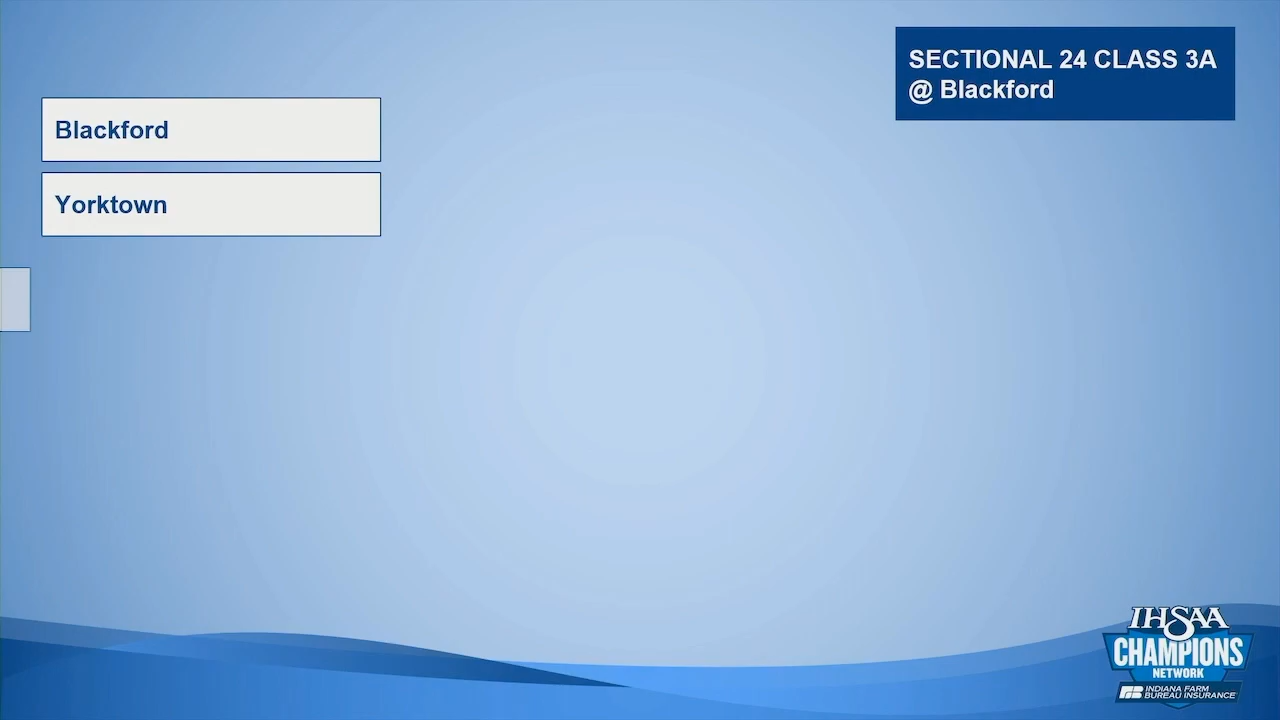 SECTIONAL 24 CLASS 3A
@ Blackford
Blackford
Yorktown
IHSAA
CHAMPIONS
NETWORK
INDIANA FARM
BUREAU INSURANCE